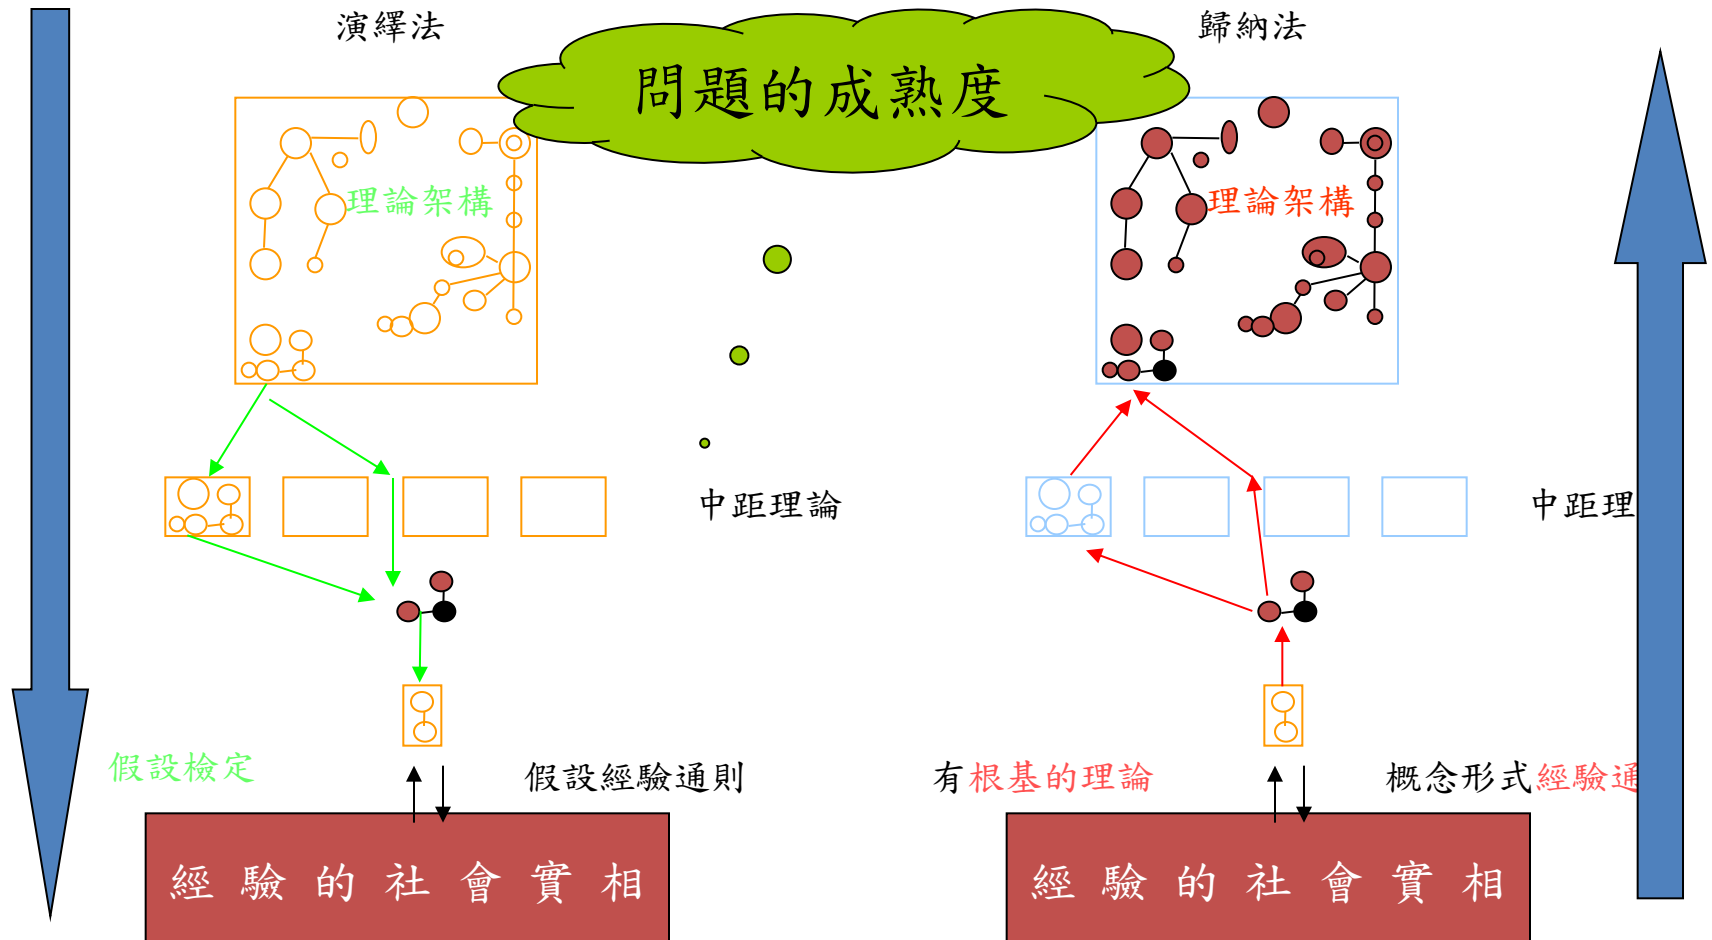 演繹法
歸納法
問題的成熟度
理論架構
理論架構
中距理論
中距理
假設檢定
假設經驗通則
有根基的理論
概念形式經驗通
經驗的社會實相
經驗的社會實相